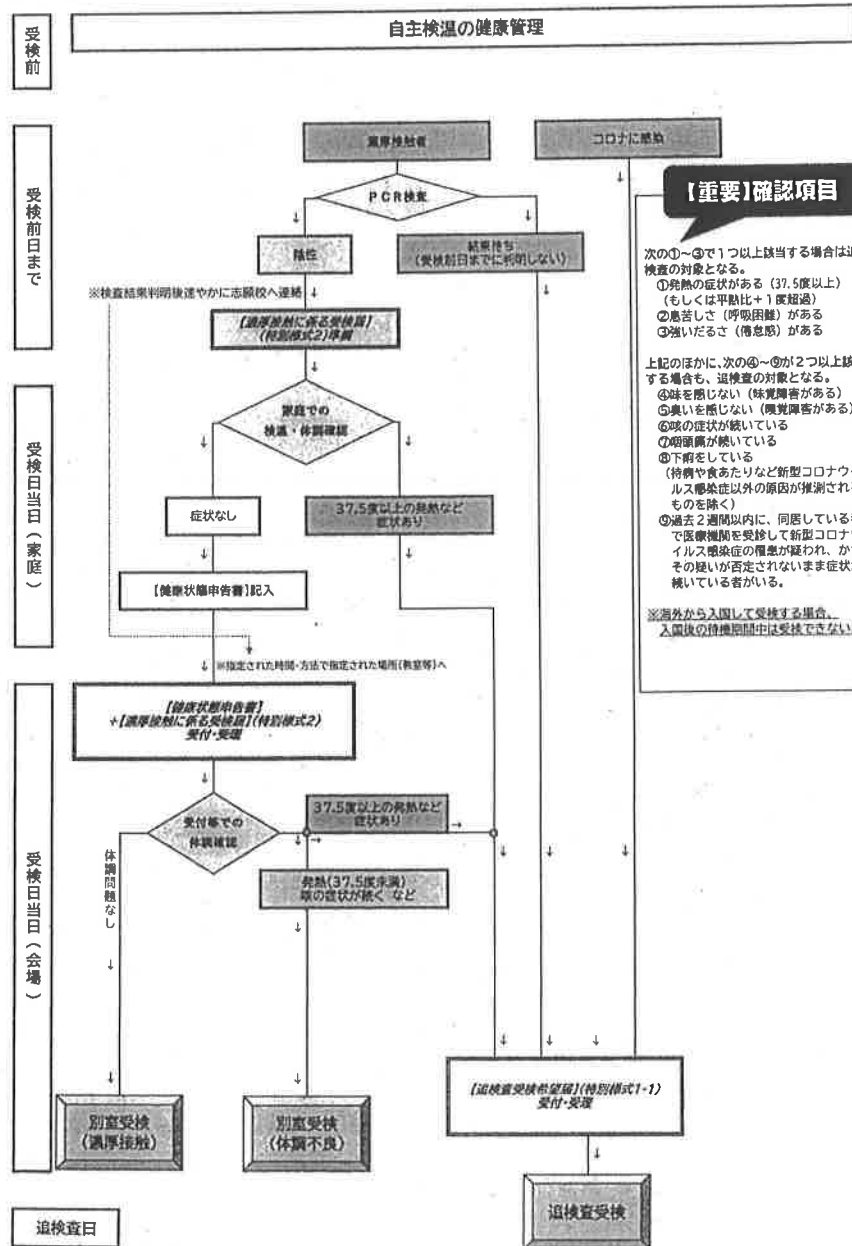 受検前
自主検温の健康管理
受検前日まで
濃厚接触者
コロナに感染
PCR検査
陰性
結果待ち
(受検前日までに判明しない)
※検査結果判明後速やかに志願校へ連絡
【濃厚接触に係る受検届】
(特別様式2)準備
【重要】確認項目
次の①~③で1つ以上該当する場合は追
検査の対象となる。
①発熱の症状がある(37.5度以上)
(もしくは平熱比+1度超過)
②息苦しさ(呼吸困難)がある
③強いだるさ(倦怠感)がある
上記のほかに、次の④~⑨が2つ以上該
する場合も、追検査の対象となる。
④味を感じない(味覚障害がある)
⑤臭いを感じない(嗅覚障害がある)
⑥咳の症状が続いている
⑦咽頭痛が続いている
⑧下痢をしている
(持病や食あたりなど新型コロナウイ
ルス感染症以外の原因が推測される
ものを除く)
⑨過去2週間以内に、同居している
で医療機関を受診して新型コロナ
イルス感染症の罹患が疑われ、か
その疑いが否定されないまま症状
続いている者がいる。
※海外から入国して受検する場合、
入国後の待機期間中は受検できない
受検日当日(家庭)
家庭での
検温・体調確認
症状なし
37.5度以上の発熱など
症状あり
【健康状態申告書】記入
※指定された時間・方法で指定された場所(教室等)へ
受検日当日(会場)
【健康状態申告書】
+【濃厚接触に係る受検届】(特別様式2)
受付・受理
受付等での
体調確認
37.5度以上の発熱など
症状あり
体調問題なし
発熱(37.5度未満)
咳の症状が続く など
【追検査受検希望届】(特別様式1-1)
受付・受理
別室受検
(濃厚接触)
別室受検
(体調不良)
追検査受検
追検査日